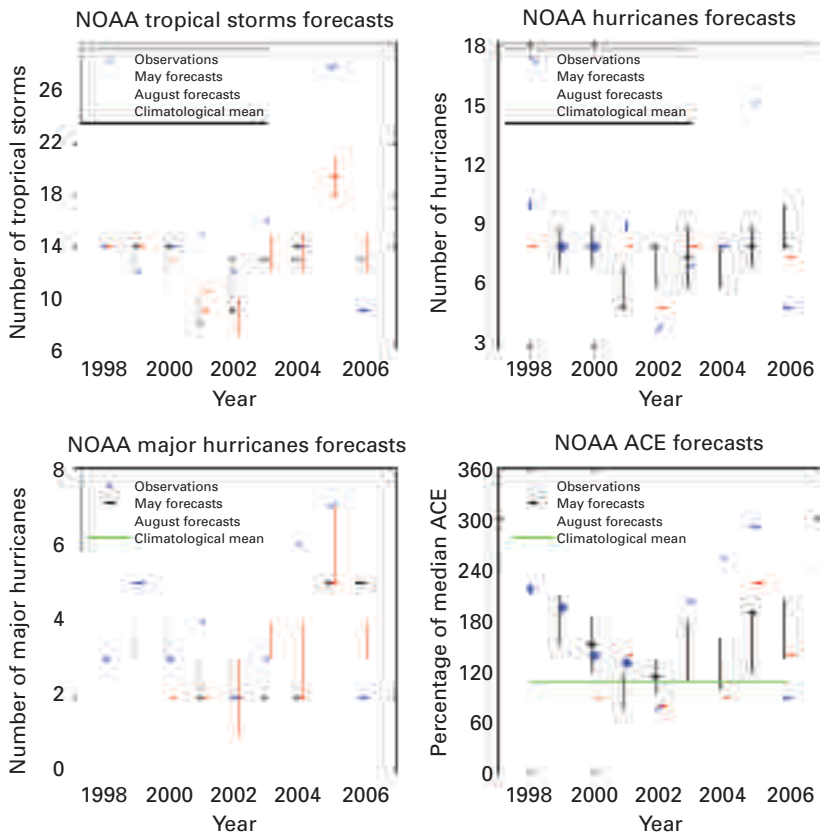 NOAA tropical storms forecasts
Number of troprical storms
26
22
18
14
10
6
Observations
May forecasts
August forecasts
Climatological mean
1998 2000 2002 2004 2006
Year
NOAA hurricanes forecasts
Number of hurricanes
18
15
12
9
6
3
Observations
May forecasts
August forecasts
Climatological mean
1998 2000 2002 2004 2006
Year
NOAA major hurricanes forecasts
Number of major hurricanes
8
6
4
2
0
Observations
May forecasts
August forecasts
Climatological mean
1998 2000 2002 2004 2006
Year
NOAA ACE forecasts
Percentage of median ACE
360
300
240
180
120
60
0
Observations
May forecasts
August forecasts
Climatological mean
1998 2000 2002 2004 2006
Year